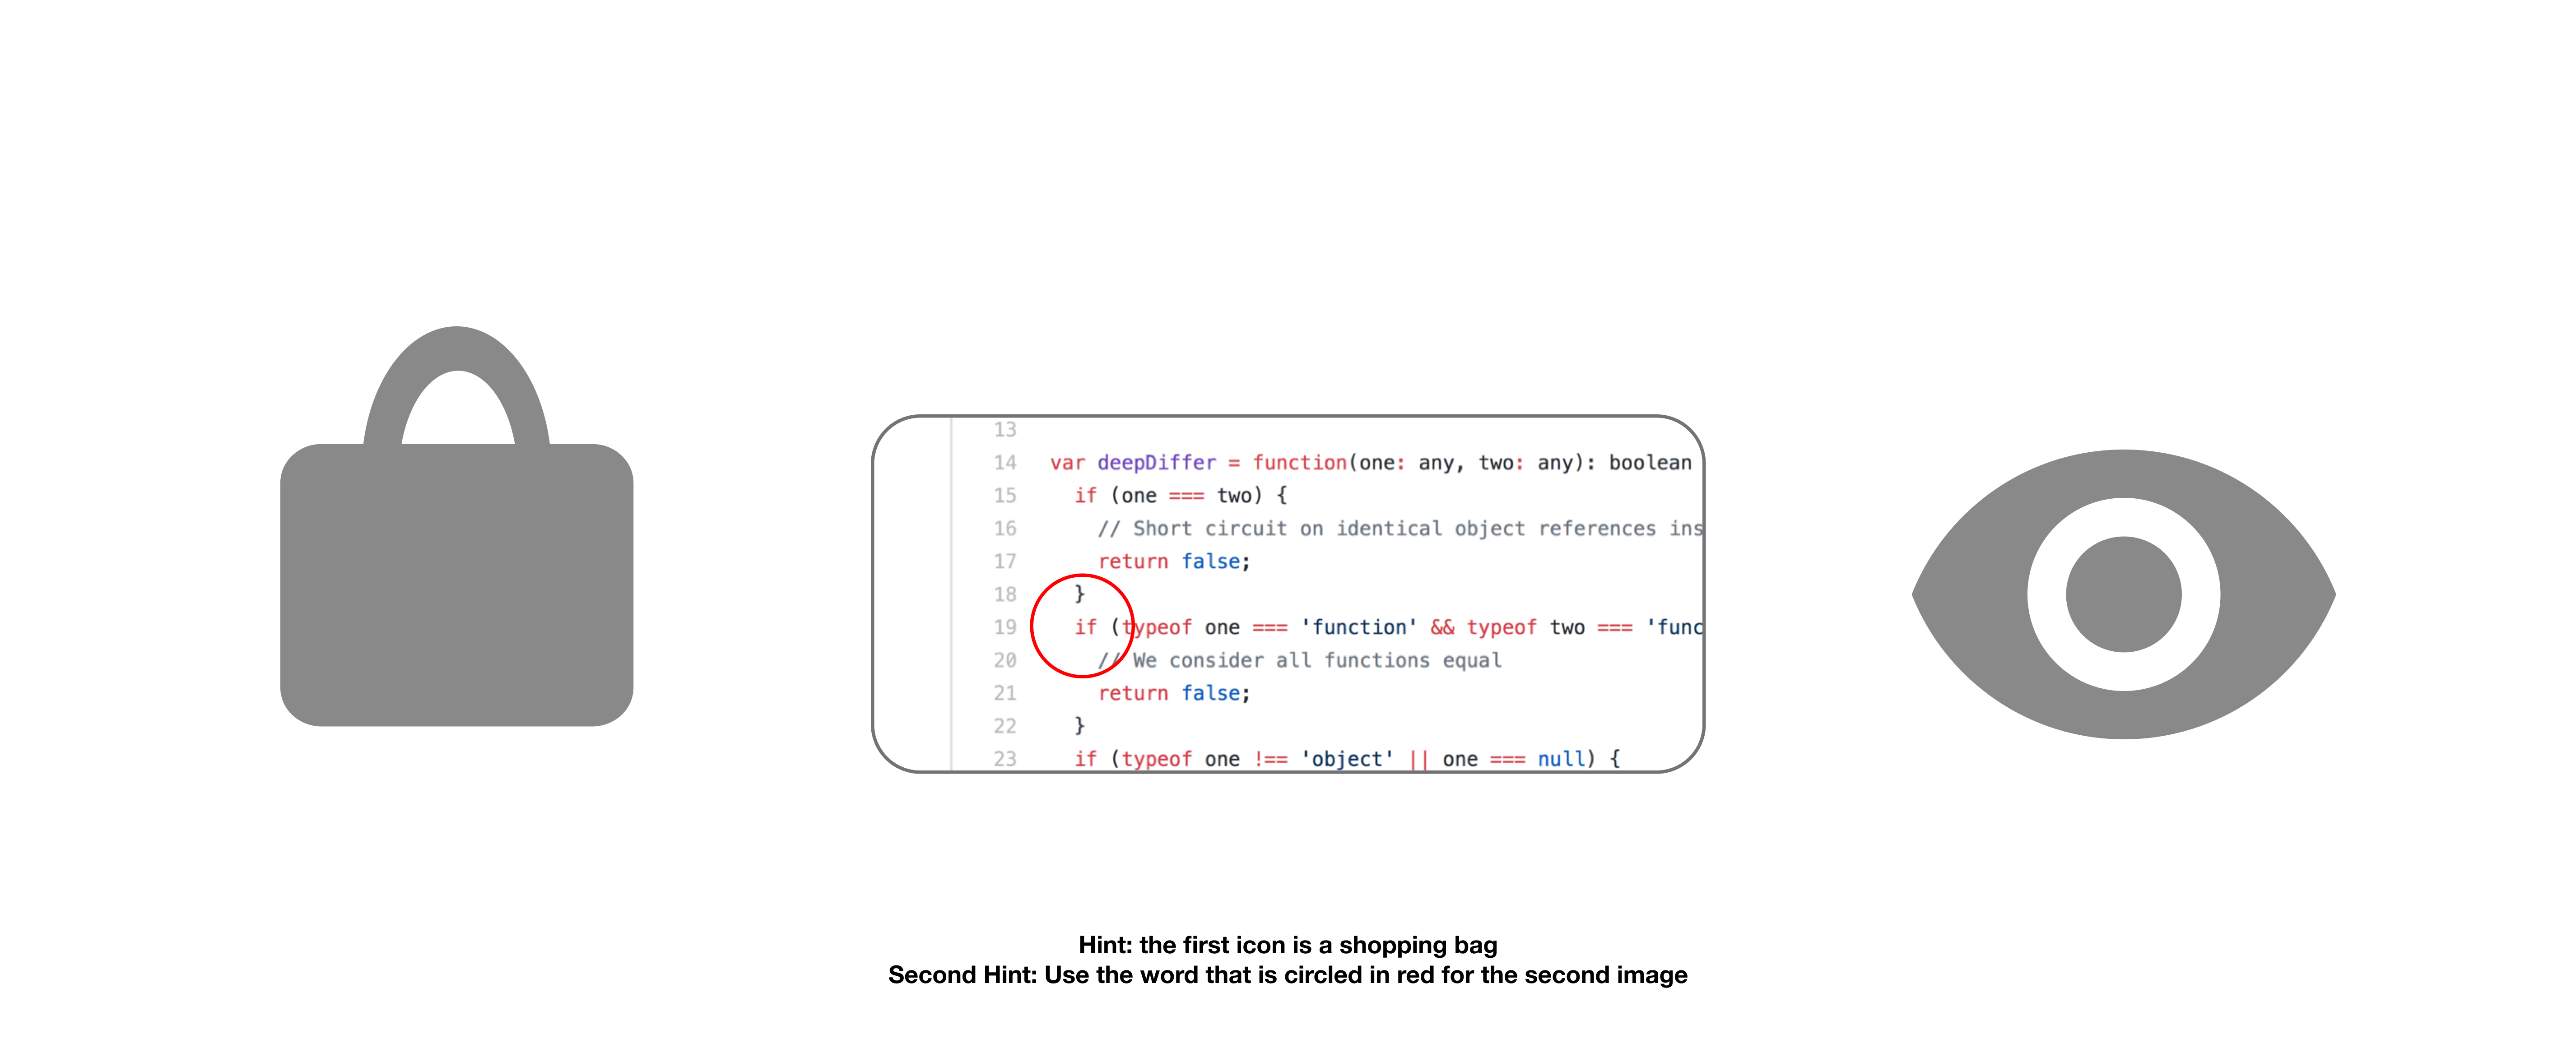 13
14 var deepDiffer = function(one: any, two: any): boolean
15 if (one === two) {
16 // Short circuit on identical object references ins
17 return false;
18 }
19 if (typeof one === 'function' && typeof two === 'func
20 // We consider all functions equal
21 return false;
22 }
23 if (typeof one !== 'object' || one === null) {
Hint: the first icon is a shopping bag
Second Hint: Use the word that is circled in red for the second image